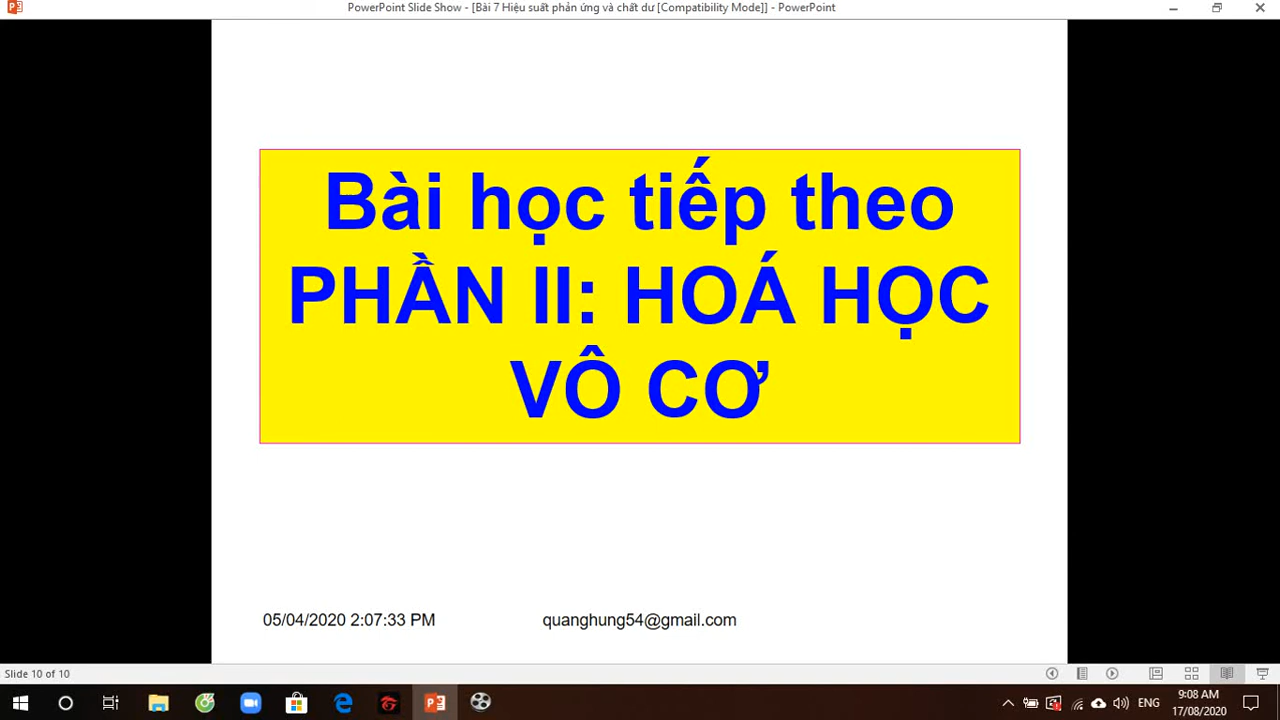 PowerPoint Slide Show - [Bài 7 Hiệu suất phản ứng và chất dư [Compatibility Mode]] - PowerPoint
Bài học tiếp theo
PHẦN II: HOÁ HỌC
VÔ CƠ
05/04/2020 2:07:33 PM
quanghung54@gmail.com
Slide 10 of 10
ENG
9:08 AM
17/08/2020